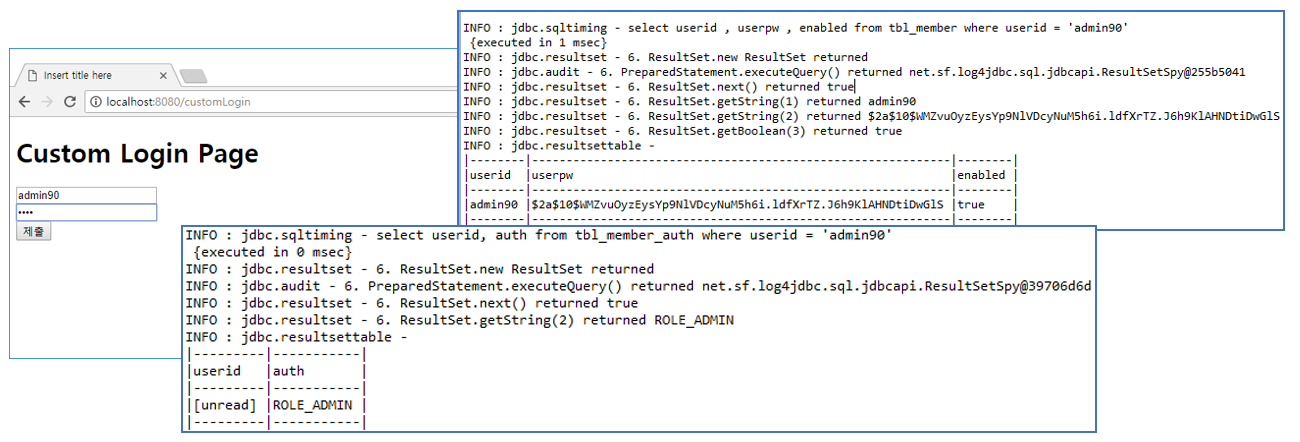 Insert title here
localhost:8080/customLogin
Custom Login Page
admin90
••••
제출
INFO : jdbc.sqltiming - select userid , userpw , enabled from tbl_member where userid = 'admin90'
{executed in 1 msec}
INFO : jdbc.resultset - 6. ResultSet.new ResultSet returned
INFO : jdbc.audit - 6. PreparedStatement.executeQuery() returned net.sf.log4jdbc.sql.jdbcapi.ResultSetSpy@255b5041
INFO : jdbc.resultset - 6. ResultSet.next() returned true
INFO : jdbc.resultset - 6. ResultSet.getString(1) returned admin90
INFO : jdbc.resultset - 6. ResultSet.getString(2) returned $2a$10$WMZvuOyzEysYp9NlVDcyNuM5h6i.ldfXrTZ.J6h9KlAHNDtiDwGlS
INFO : jdbc.resultset - 6. ResultSet.getBoolean(3) returned true
INFO : jdbc.resultsettable -
|--------|-------------------------------------------------------------|--------|
|userid |userpw |enabled |
|--------|-------------------------------------------------------------|--------|
|admin90 |$2a$10$WMZvuOyzEysYp9NlVDcyNuM5h6i.ldfXrTZ.J6h9KlAHNDtiDwGlS |true |
|--------|-------------------------------------------------------------|--------|
INFO : jdbc.sqltiming - select userid, auth from tbl_member_auth where userid = 'admin90'
{executed in 0 msec}
INFO : jdbc.resultset - 6. ResultSet.new ResultSet returned
INFO : jdbc.audit - 6. PreparedStatement.executeQuery() returned net.sf.log4jdbc.sql.jdbcapi.ResultSetSpy@39706d6d
INFO : jdbc.resultset - 6. ResultSet.next() returned true
INFO : jdbc.resultset - 6. ResultSet.getString(2) returned ROLE_ADMIN
INFO : jdbc.resultsettable -
|---------|-----------|
|userid |auth |
|---------|-----------|
|[unread] |ROLE_ADMIN |
|---------|-----------|